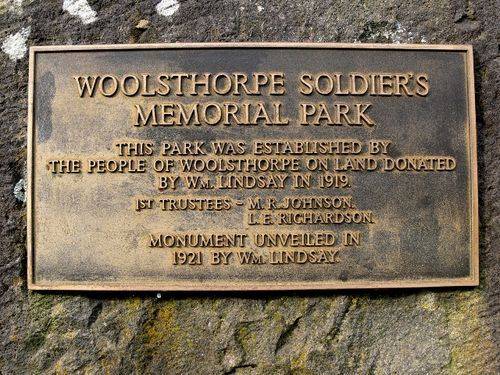 WOOLSTHORPE SOLDIER'S
MEMORIAL PARK
THIS PARK WAS ESTABLISHED BY
THE PEOPLE OF WOOLSTHORPE ON LAND DONATED
BY WM. LINDSAY IN 1919.
1ST TRUSTEES - M. R. JOHNSON.
L. E. RICHARDSON.
MONUMENT UNVEILED IN
1921 BY WM. LINDSAY.